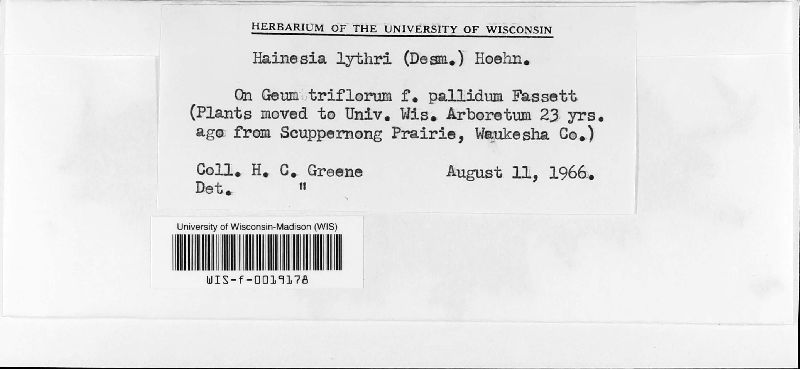 HERBARIUM OF THE UNIVERSITY OF WISCONSIN
Hainesia lythri (Desm.) Hoehn.
On Geum triflorum f. pallidum Fassett
(Plants moved to Univ. Wis. Arboretum 23 yrs.
ago from Scuppernong Prairie, Waukesha Co.)
Coll. H. C. Greene August 11, 1966.
Det. "
University of Wisconsin-Madison (WIS)
WIS-f-0019178